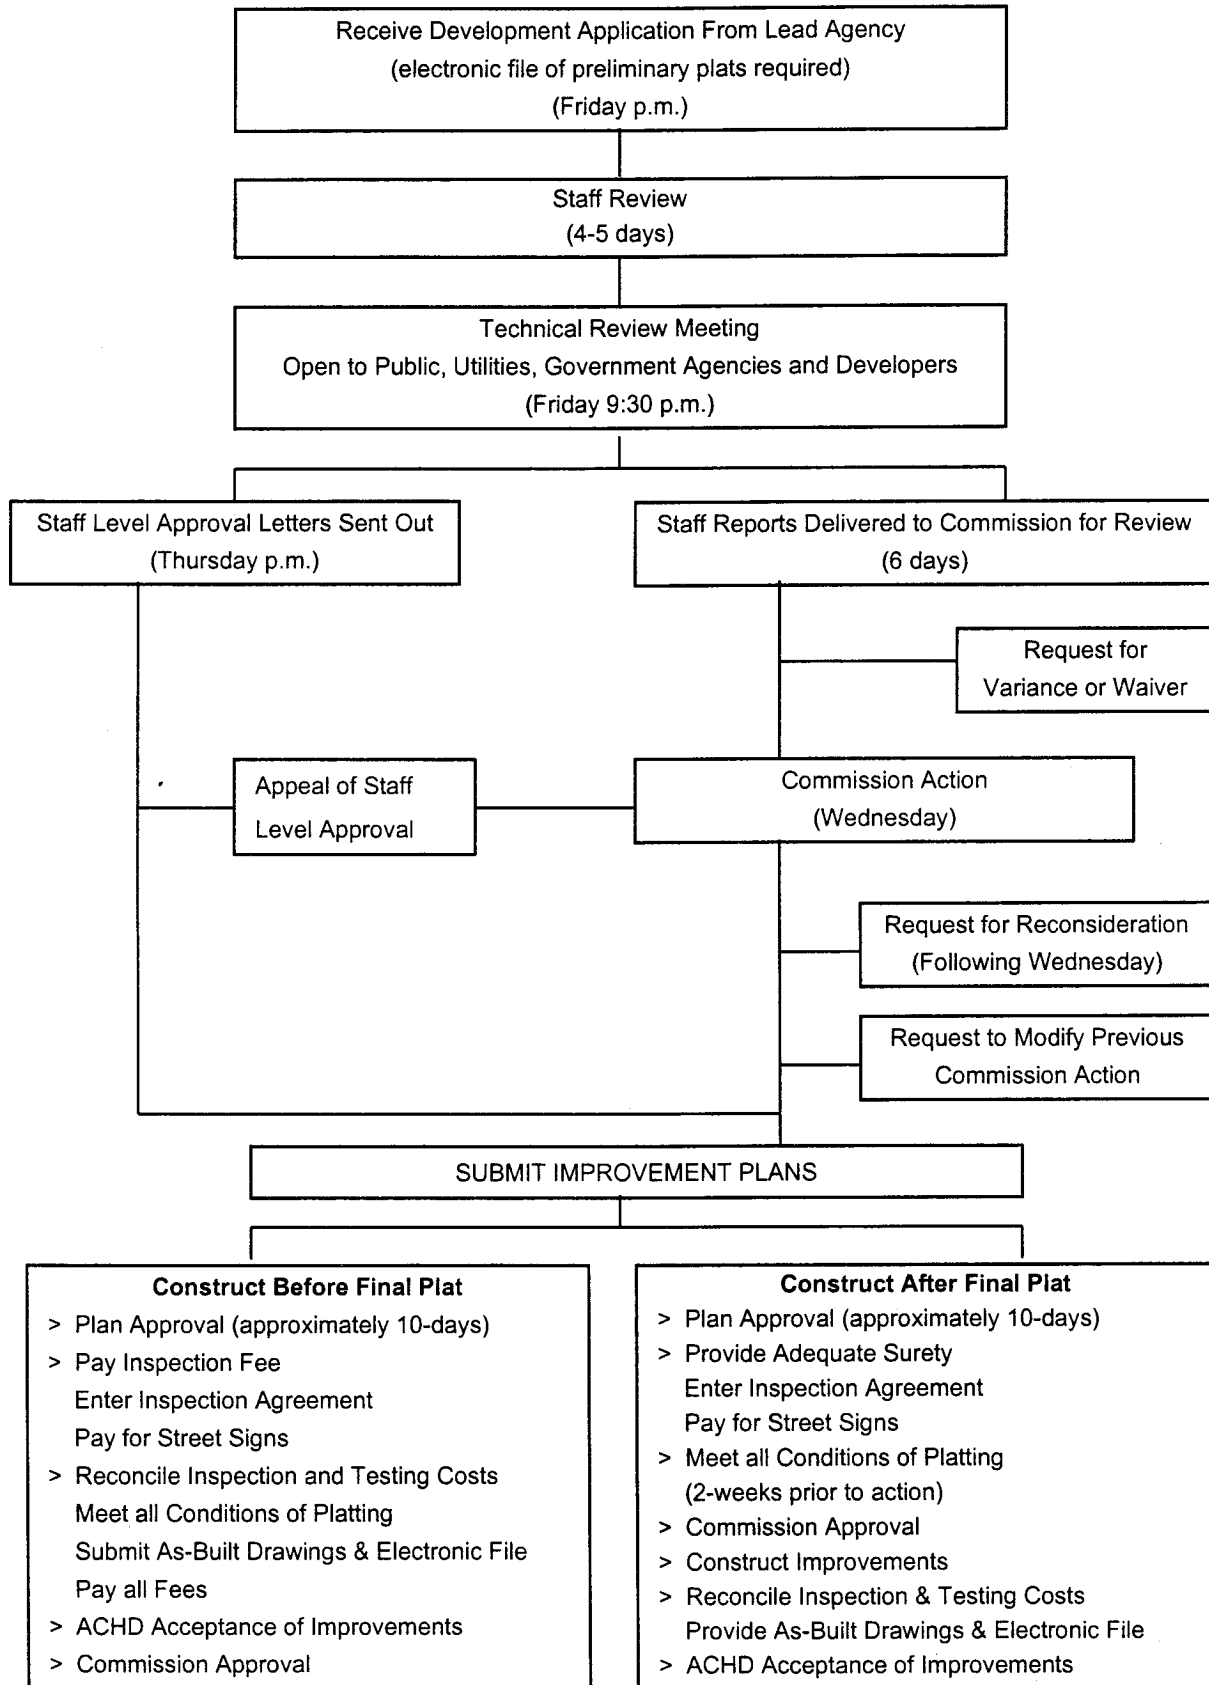 Receive Development Application From Lead Agency
(electronic file of preliminary plats required)
(Friday p.m.)
Staff Review
(4-5 days)
Technical Review Meeting
Open to Public, Utilities, Government Agencies and Developers
(Friday 9:30 p.m.)
Staff Level Approval Letters Sent Out
(Thursday p.m.)
Staff Reports Delivered to Commission for Review
(6 days)
Request for
Variance or Waiver
Appeal of Staff
Level Approval
Commission Action
(Wednesday)
Request for Reconsideration
(Following Wednesday)
Request to Modify Previous
Commission Action
SUBMIT IMPROVEMENT PLANS
Construct Before Final Plat
> Plan Approval (approximately 10-days)
> Pay Inspection Fee
Enter Inspection Agreement
Pay for Street Signs
> Reconcile Inspection and Testing Costs
Meet all Conditions of Platting
Submit As-Built Drawings & Electronic File
Pay all Fees
> ACHD Acceptance of Improvements
> Commission Approval
Construct After Final Plat
> Plan Approval (approximately 10-days)
> Provide Adequate Surety
Enter Inspection Agreement
Pay for Street Signs
> Meet all Conditions of Platting
(2-weeks prior to action)
> Commission Approval
> Construct Improvements
> Reconcile Inspection & Testing Costs
Provide As-Built Drawings & Electronic File
> ACHD Acceptance of Improvements